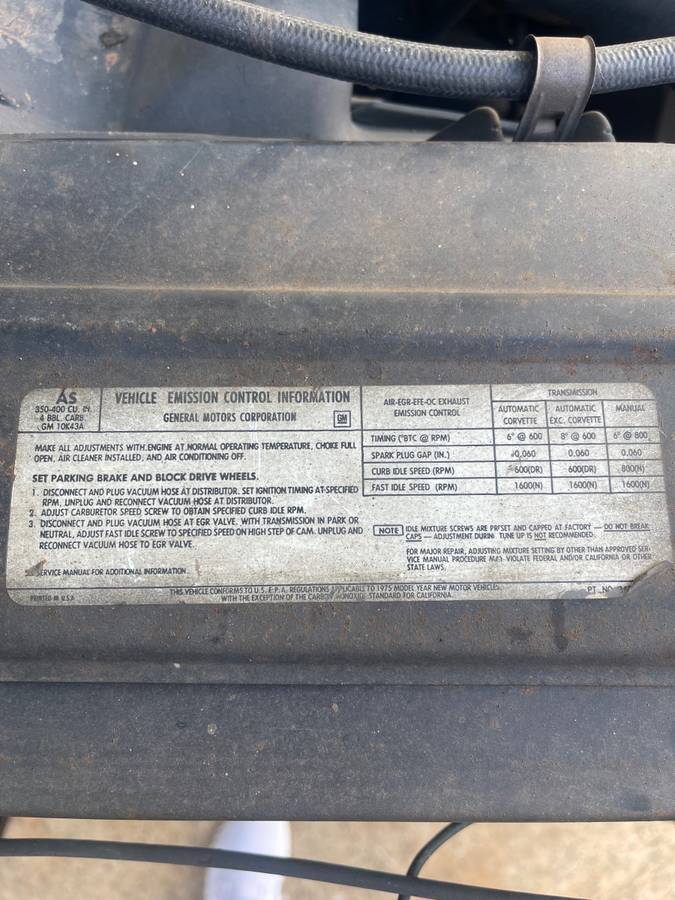 AS
350-400 CU. IN.
4 BBL. CARB.
GM 10K43A
VEHICLE EMISSION CONTROL INFORMATION
GENERAL MOTORS CORPORATION
GM
AIR-EGR-EFE-OC EXHAUST
EMISSION CONTROL
TRANSMISSION
AUTOMATIC CORVETTE
AUTOMATIC EXC. CORVETTE
MANUAL
TIMING (°BTC @ RPM) 6° @ 600 8° @ 600 6° @ 800
SPARK PLUG GAP (IN.) 0.060 0.060 0.060
CURB IDLE SPEED (RPM) 600(DR) 600(DR) 800(N)
FAST IDLE SPEED (RPM) 1600(N) 1600(N) 1600(N)
MAKE ALL ADJUSTMENTS WITH ENGINE AT NORMAL OPERATING TEMPERATURE, CHOKE FULL
OPEN, AIR CLEANER INSTALLED, AND AIR CONDITIONING OFF.
SET PARKING BRAKE AND BLOCK DRIVE WHEELS.
1. DISCONNECT AND PLUG VACUUM HOSE AT DISTRIBUTOR. SET IGNITION TIMING AT SPECIFIED
RPM, UNPLUG AND RECONNECT VACUUM HOSE AT DISTRIBUTOR.
2. ADJUST CARBURETOR SPEED SCREW TO OBTAIN SPECIFIED CURB IDLE RPM.
3. DISCONNECT AND PLUG VACUUM HOSE AT EGR VALVE. WITH TRANSMISSION IN PARK OR
NEUTRAL, ADJUST FAST IDLE SCREW TO SPECIFIED SPEED ON HIGH STEP OF CAM. UNPLUG AND
RECONNECT VACUUM HOSE TO EGR VALVE.
SERVICE MANUAL FOR ADDITIONAL INFORMATION
NOTE IDLE MIXTURE SCREWS ARE PRESET AND CAPPED AT FACTORY — DO NOT BREAK
CAPS — ADJUSTMENT DURING TUNE UP IS NOT RECOMMENDED.
FOR MAJOR REPAIR, ADJUSTING MIXTURE SETTING BY OTHER THAN APPROVED SER-
VICE MANUAL PROCEDURE MAY VIOLATE FEDERAL AND/OR CALIFORNIA OR OTHER
STATE LAWS.
THIS VEHICLE CONFORMS TO U.S. E.P.A. REGULATIONS APPLICABLE TO 1975 MODEL YEAR NEW MOTOR VEHICLES
WITH THE EXCEPTION OF THE CARBON MONOXIDE STANDARD FOR CALIFORNIA.
PRINTED IN U.S.A
PT. NO.